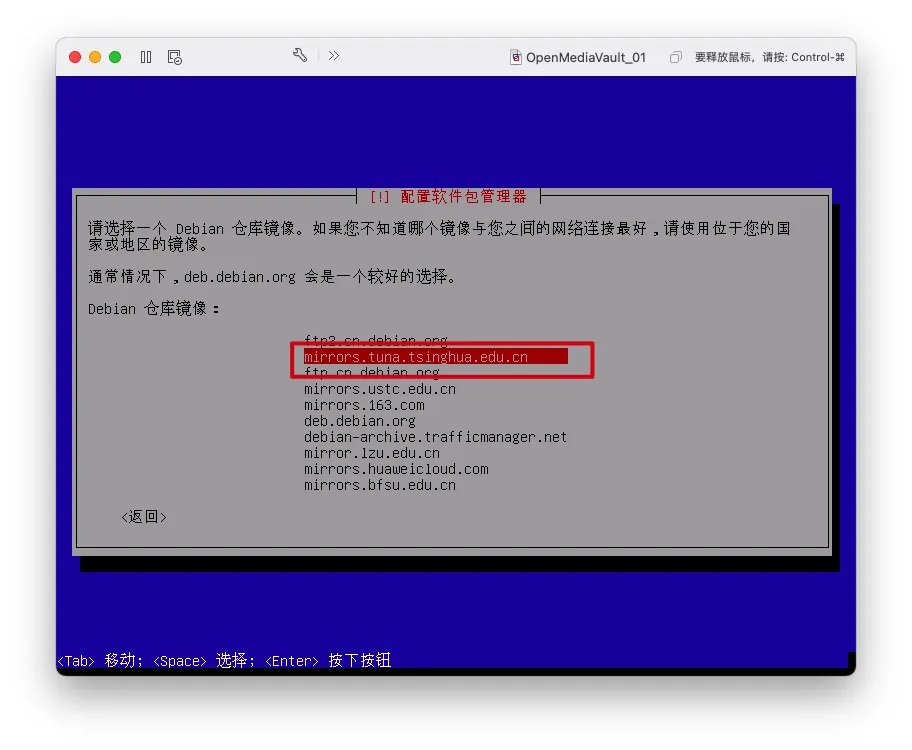 OpenMediaVault_01
要释放鼠标，请按: Control-⌘
[!] 配置软件包管理器
请选择一个 Debian 仓库镜像。如果您不知道哪个镜像与您之间的网络连接最好，请使用位于您的国
家或地区的镜像。
通常情况下，deb.debian.org 会是一个较好的选择。
Debian 仓库镜像：
ftp2.cn.debian.org
mirrors.tuna.tsinghua.edu.cn
ftp.cn.debian.org
mirrors.ustc.edu.cn
mirrors.163.com
deb.debian.org
debian-archive.trafficmanager.net
mirror.lzu.edu.cn
mirrors.huaweicloud.com
mirrors.bfsu.edu.cn
<返回>
<Tab> 移动; <Space> 选择; <Enter> 按下按钮